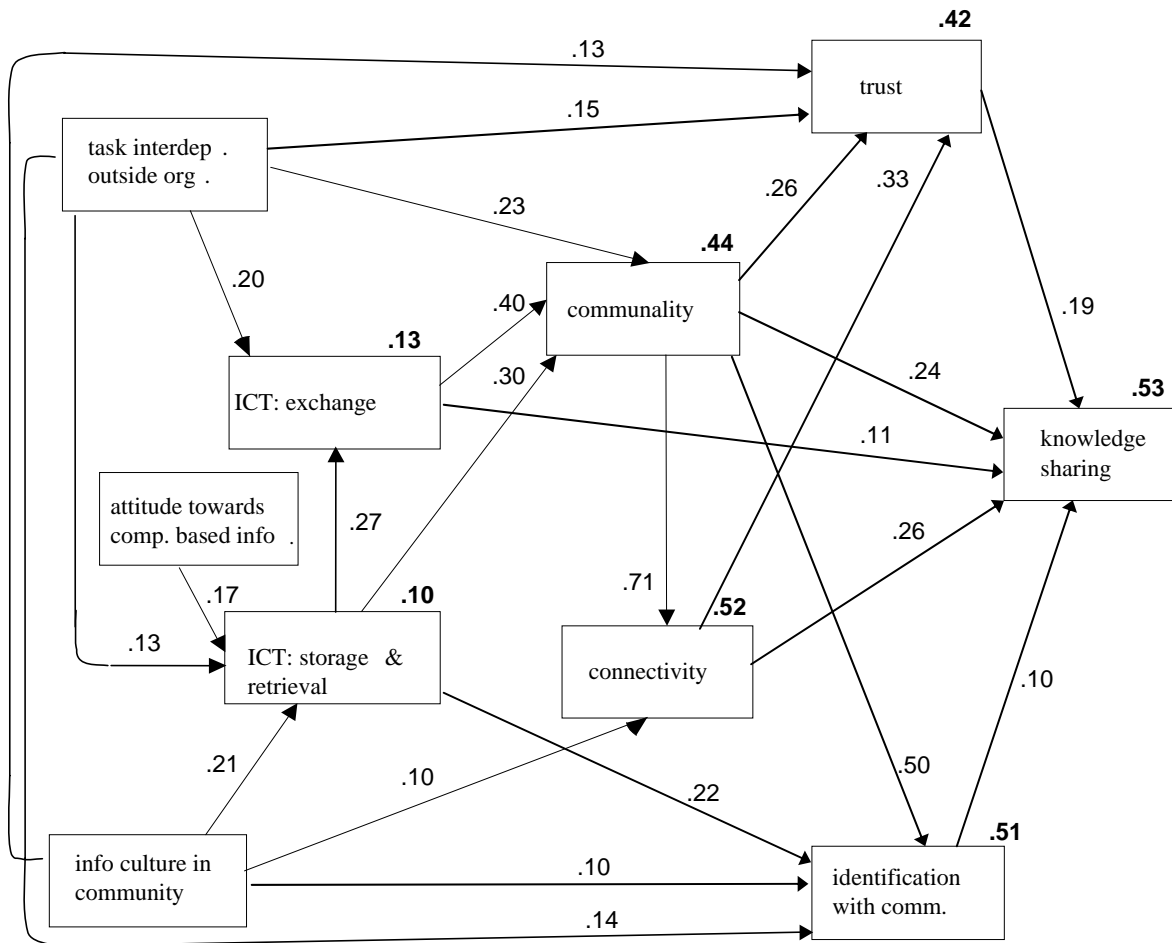 .42
.13
trust
.15
task interdep .
outside org .
.26
.33
.23
.44
.20
communality
.40
.19
.13
.30
.24
.53
ICT: exchange
.11
knowledge
sharing
attitude towards
comp. based info .
.27
.26
.71
.17
.10
.52
.13
ICT: storage &
retrieval
connectivity
.10
.21
.10
.22
.50
.51
info culture in
community
.10
identification
with comm.
.14